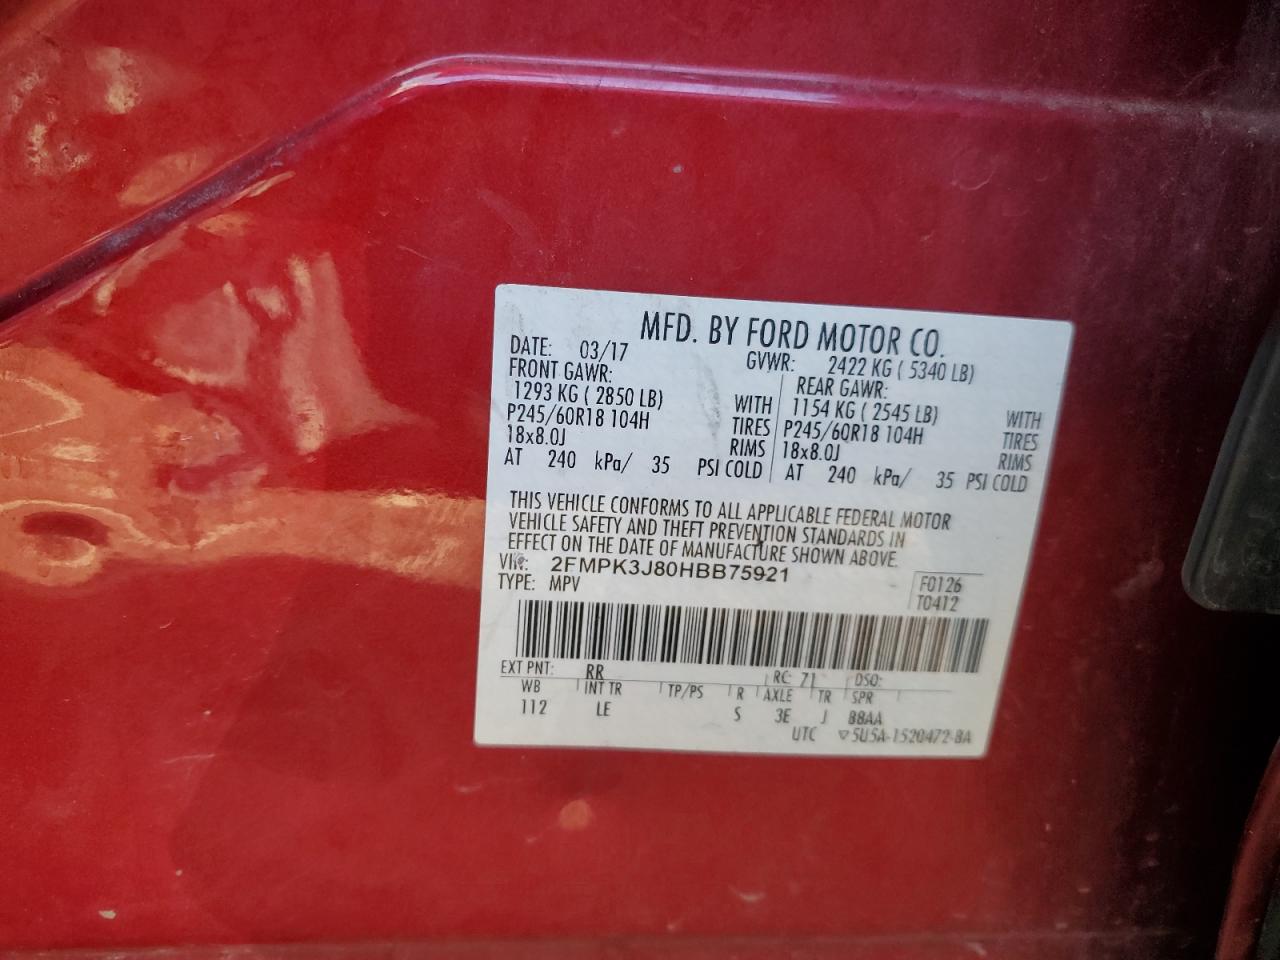 MFD. BY FORD MOTOR CO.
DATE: 03/17 GVWR: 2422 KG ( 5340 LB)
FRONT GAWR: REAR GAWR:
1293 KG ( 2850 LB) WITH 1154 KG ( 2545 LB) WITH
P245/60R18 104H TIRES P245/60R18 104H TIRES
18x8.0J RIMS 18x8.0J RIMS
AT 240 kPa/ 35 PSI COLD AT 240 kPa/ 35 PSI COLD
THIS VEHICLE CONFORMS TO ALL APPLICABLE FEDERAL MOTOR
VEHICLE SAFETY AND THEFT PREVENTION STANDARDS IN
EFFECT ON THE DATE OF MANUFACTURE SHOWN ABOVE.
VIN: 2FMPK3J80HBB75921
TYPE: MPV F0126
T0412
EXT PNT: RR RC: 71 DSO:
WB INT TR TP/PS R AXLE TR SPR
112 LE S 3E J BBAA
UTC ▽5U5A-1520472-BA